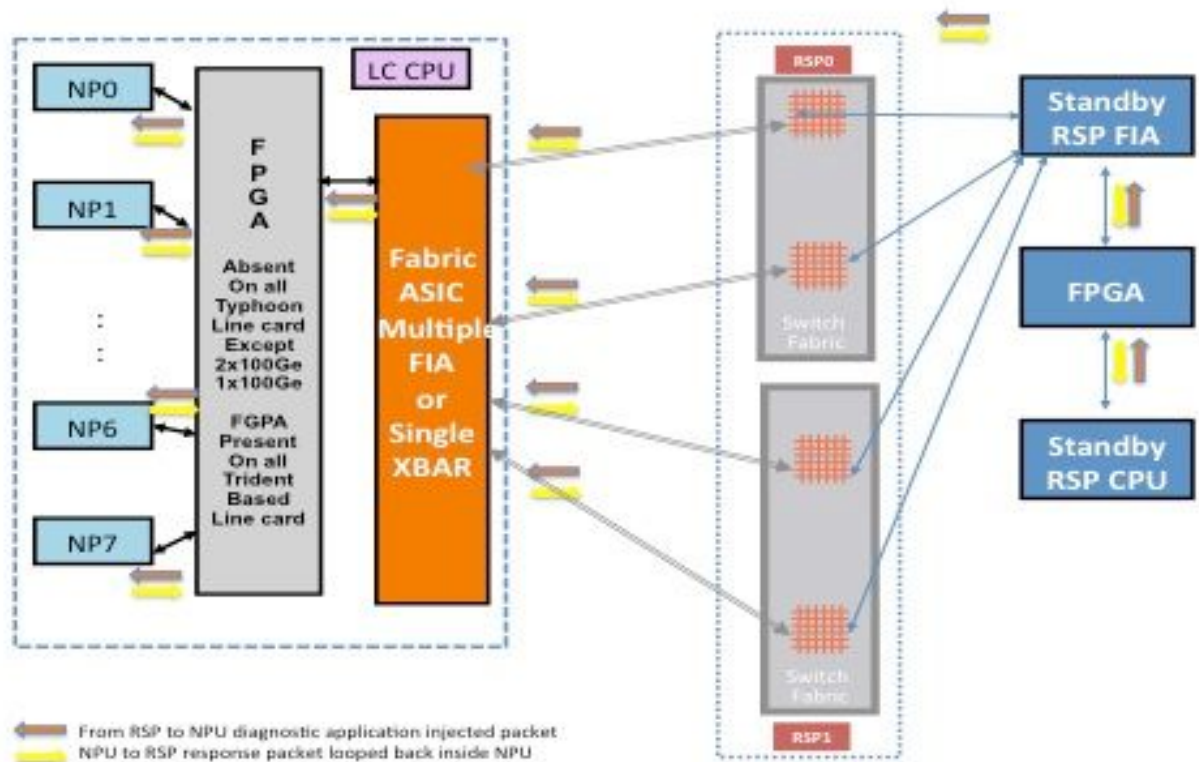 NP0
NP1
:
:
NP6
NP7
F
P
G
A
Absent
On all
Typhoon
Line card
Except
2x100Ge
1x100Ge
FGPA
Present
On all
Trident
Based
Line card
LC CPU
Fabric
ASIC
Multiple
FIA
or
Single
XBAR
RSP0
Switch
Fabric
Switch
Fabric
RSP1
Standby
RSP FIA
FPGA
Standby
RSP CPU
From RSP to NPU diagnostic application injected packet
NPU to RSP response packet looped back inside NPU